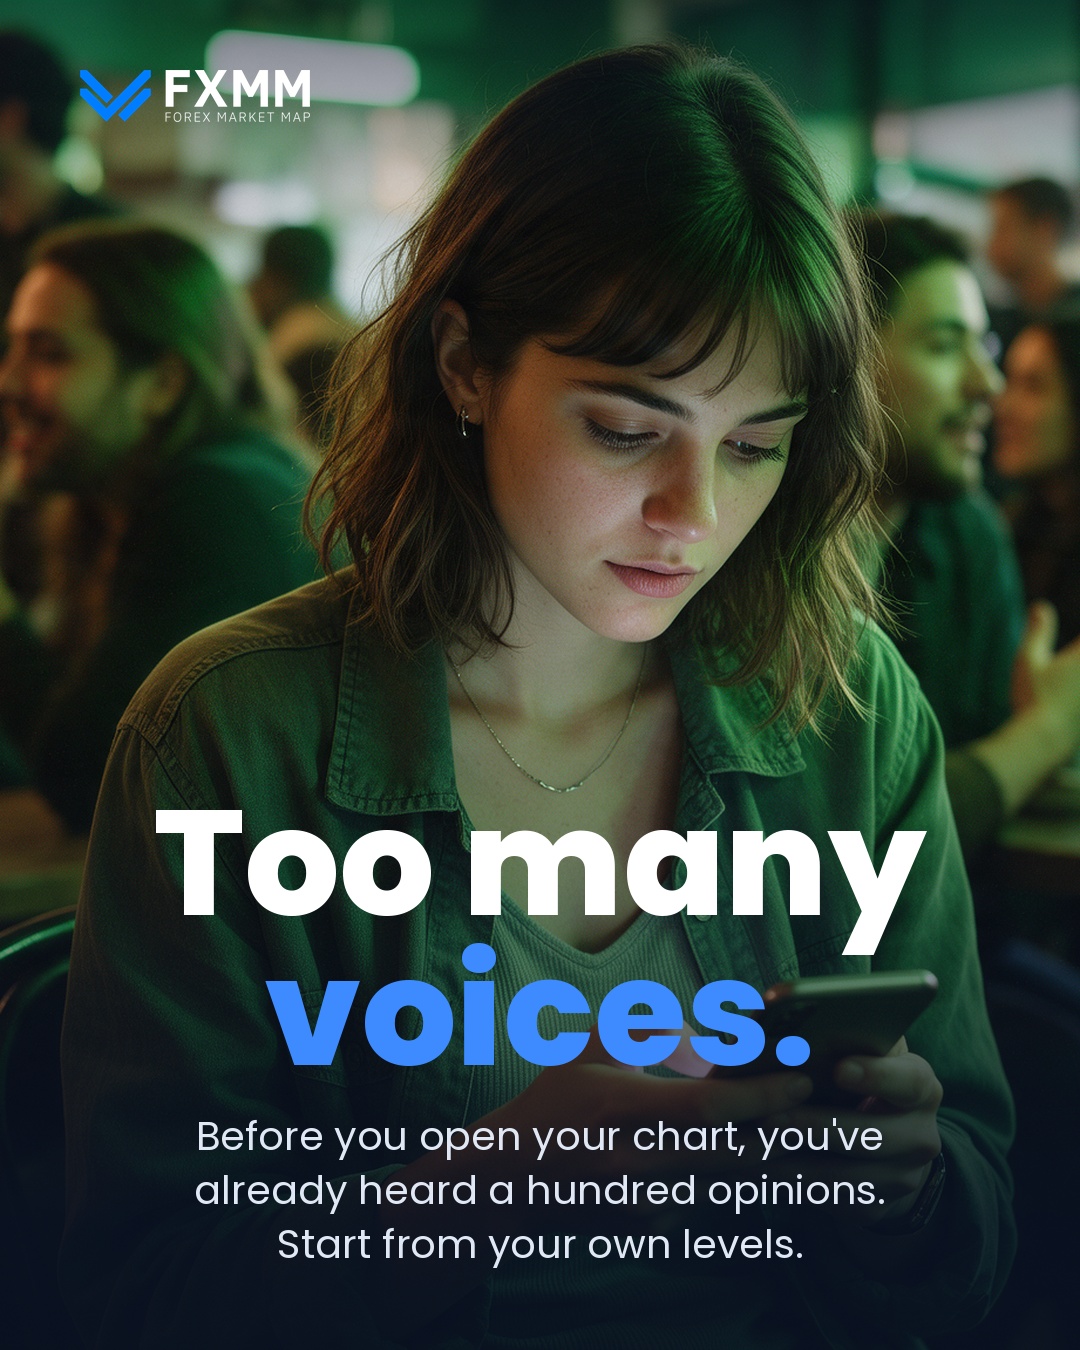 FXMM
FOREX MARKET MAP
Too many
voices.
Before you open your chart, you've
already heard a hundred opinions.
Start from your own levels.